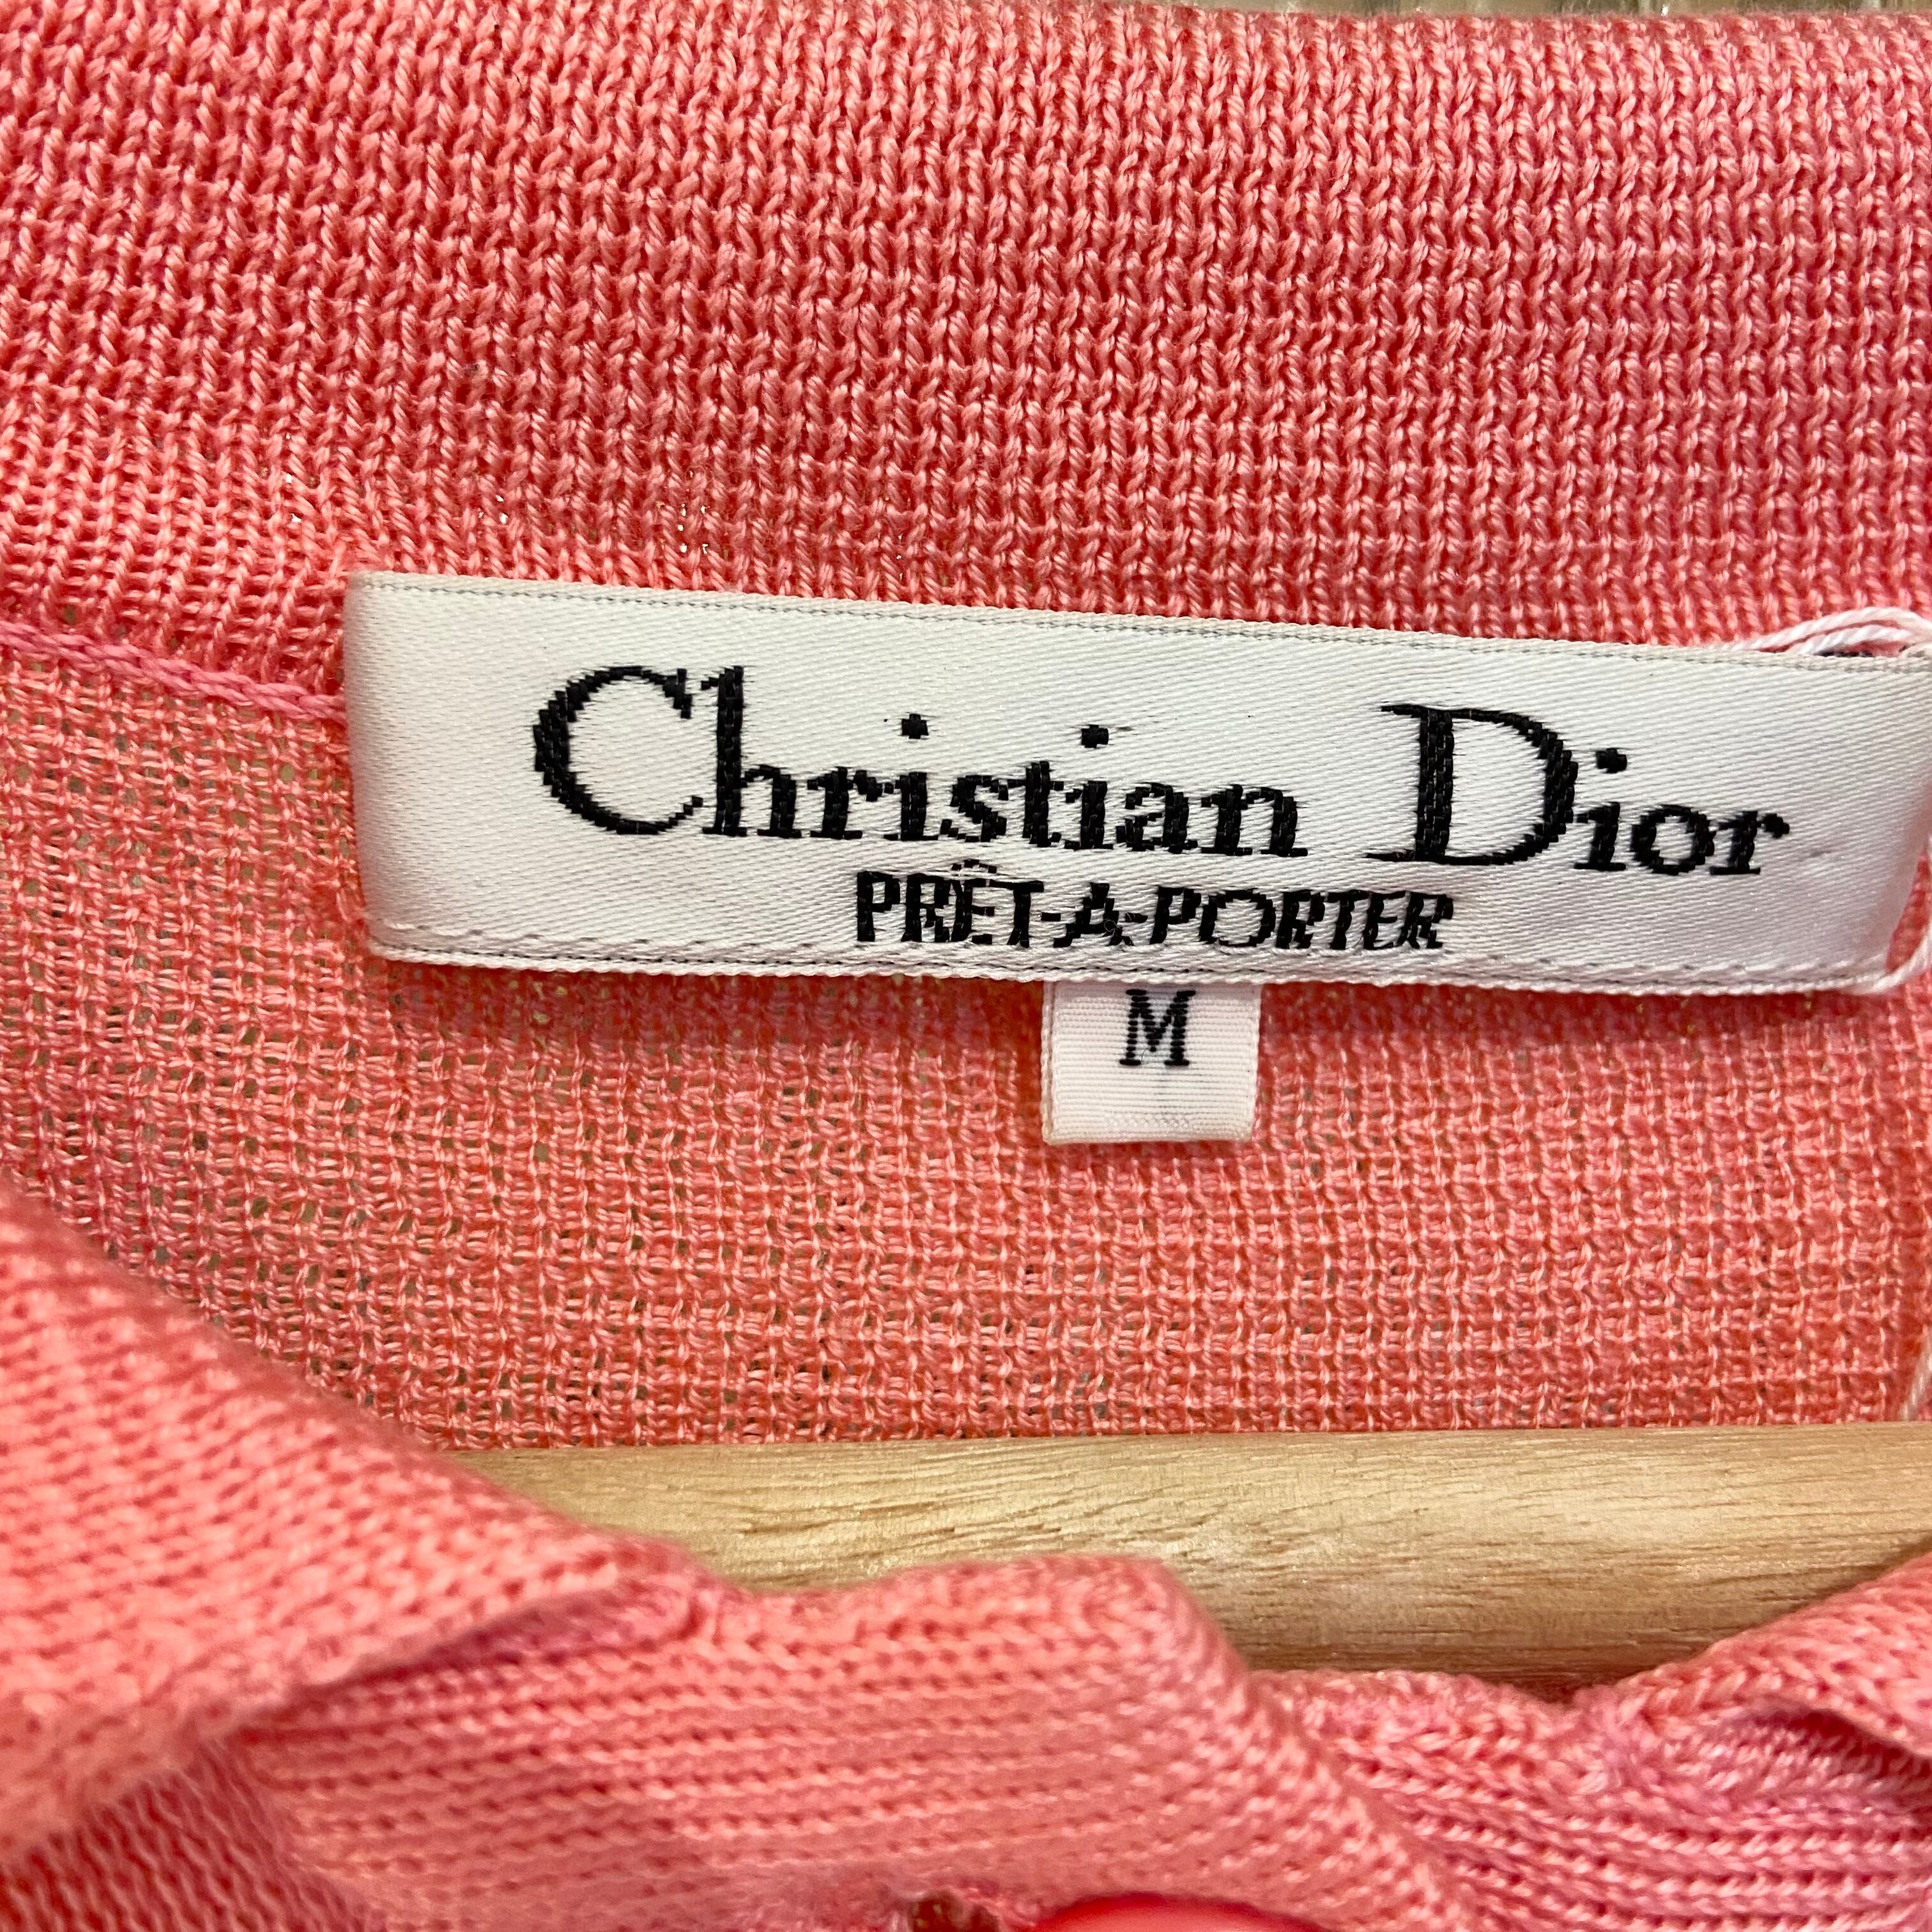 Christian Dior
PRÊT-A-PORTER
M